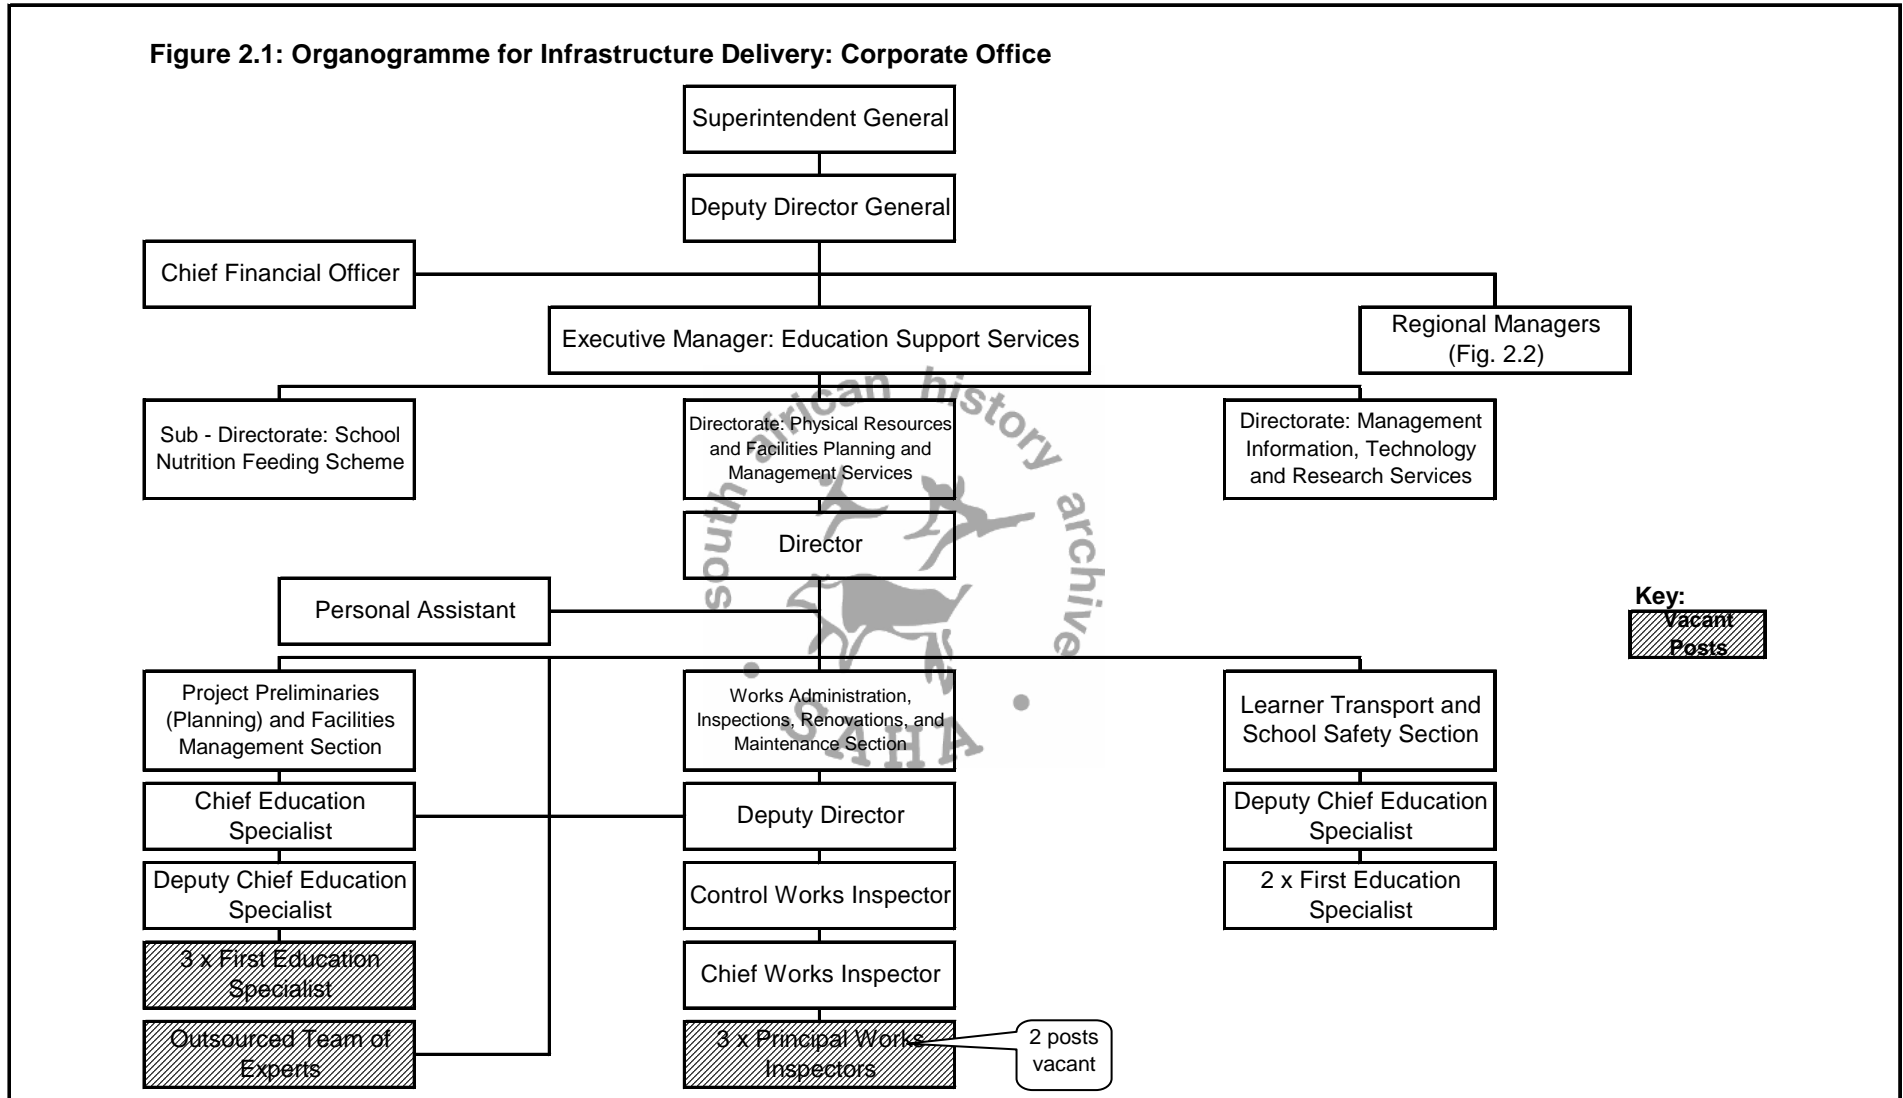 Figure 2.1: Organogramme for Infrastructure Delivery: Corporate Office
Superintendent General
Deputy Director General
Chief Financial Officer
Executive Manager: Education Support Services
Regional Managers
(Fig. 2.2)
Sub - Directorate: School
Nutrition Feeding Scheme
Directorate: Physical Resources
and Facilities Planning and
Management Services
Directorate: Management
Information, Technology
and Research Services
Director
Personal Assistant
Key:
Vacant
Posts
Project Preliminaries
(Planning) and Facilities
Management Section
Works Administration,
Inspections, Renovations, and
Maintenance Section
Learner Transport and
School Safety Section
Chief Education
Specialist
Deputy Director
Deputy Chief Education
Specialist
Deputy Chief Education
Specialist
Control Works Inspector
2 x First Education
Specialist
3 x First Education
Specialist
Chief Works Inspector
Outsourced Team of
Experts
3 x Principal Works
Inspectors
2 posts
vacant
south african history archive
SAHA